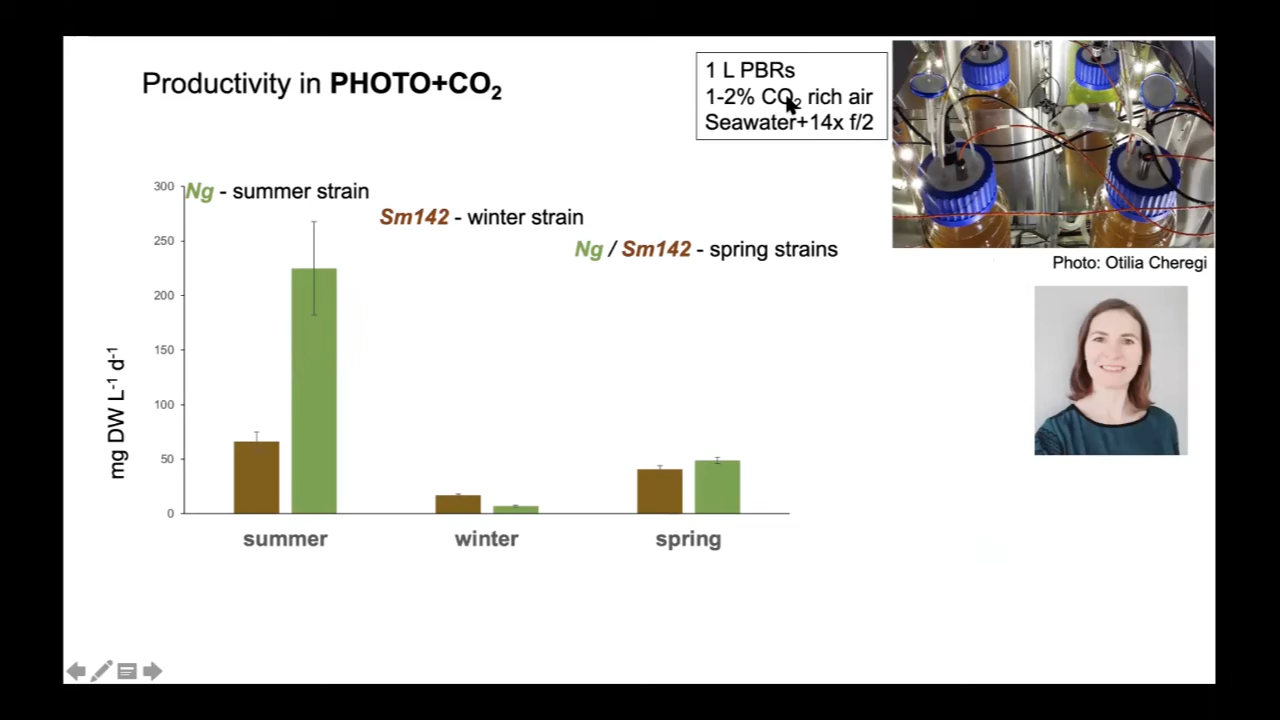 Productivity in PHOTO+CO₂
1 L PBRs
1-2% CO₂ rich air
Seawater+14x f/2
Ng - summer strain
Sm142 - winter strain
Ng / Sm142 - spring strains
Photo: Otilia Cheregi
mg DW L⁻¹ d⁻¹
300
250
200
150
100
50
0
summer winter spring